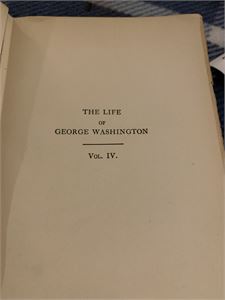 THE LIFE
OF
GEORGE WASHINGTON
VOL. IV.